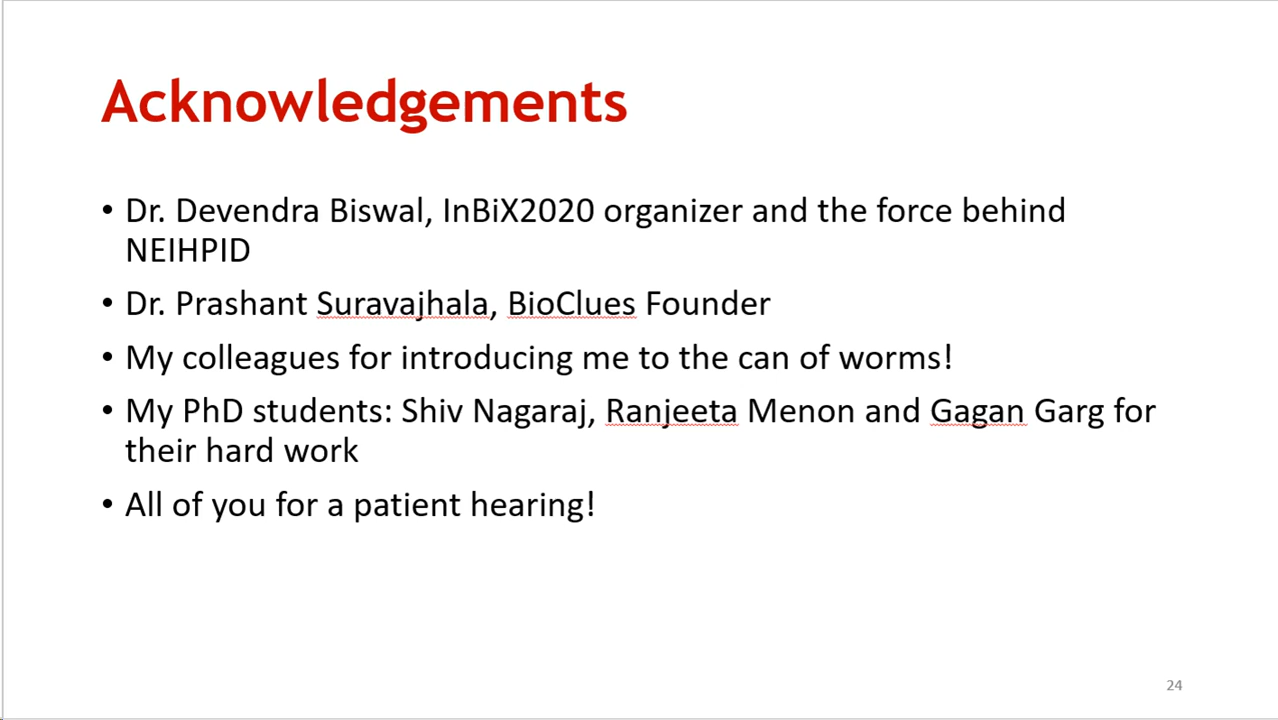 Acknowledgements
• Dr. Devendra Biswal, InBiX2020 organizer and the force behind
NEIHPID
• Dr. Prashant Suravajhala, BioClues Founder
• My colleagues for introducing me to the can of worms!
• My PhD students: Shiv Nagaraj, Ranjeeta Menon and Gagan Garg for
their hard work
• All of you for a patient hearing!
24